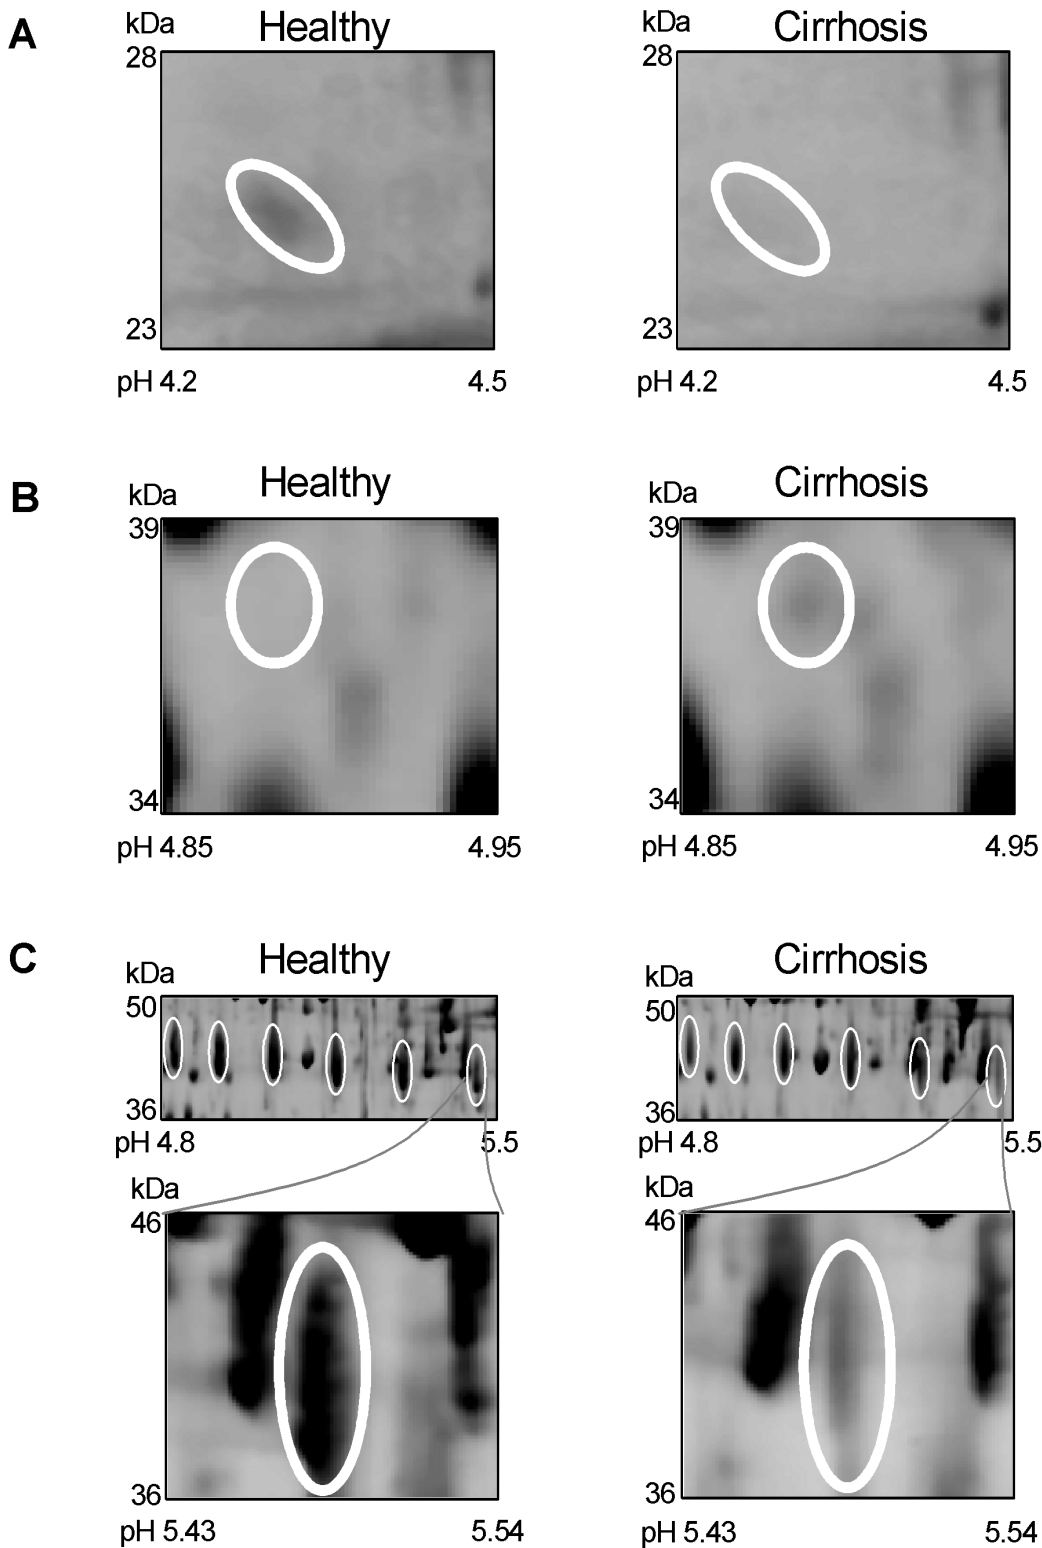 A
kDa Healthy Cirrhosis
28 28
23 23
pH 4.2 4.5 pH 4.2 4.5
B
kDa Healthy kDa Cirrhosis
39 39
34 34
pH 4.85 4.95 pH 4.85 4.95
C
kDa Healthy kDa Cirrhosis
50 50
36 36
pH 4.8 5.5 pH 4.8 5.5
kDa kDa
46 46
36 36
pH 5.43 5.54 pH 5.43 5.54